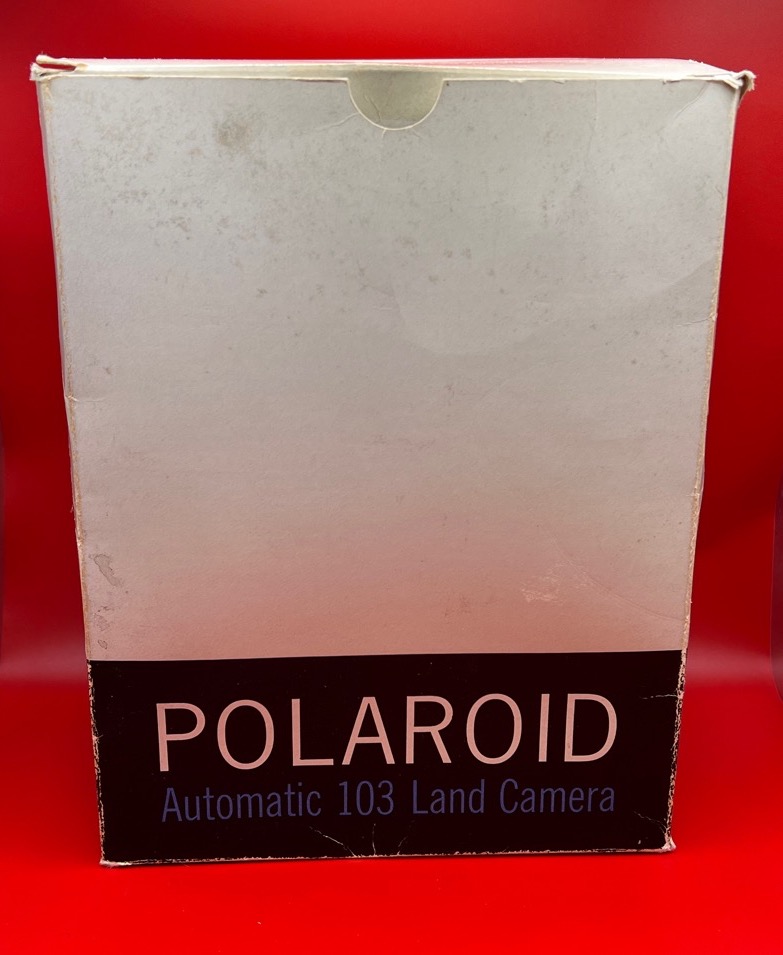 POLAROID
Automatic 103 Land Camera